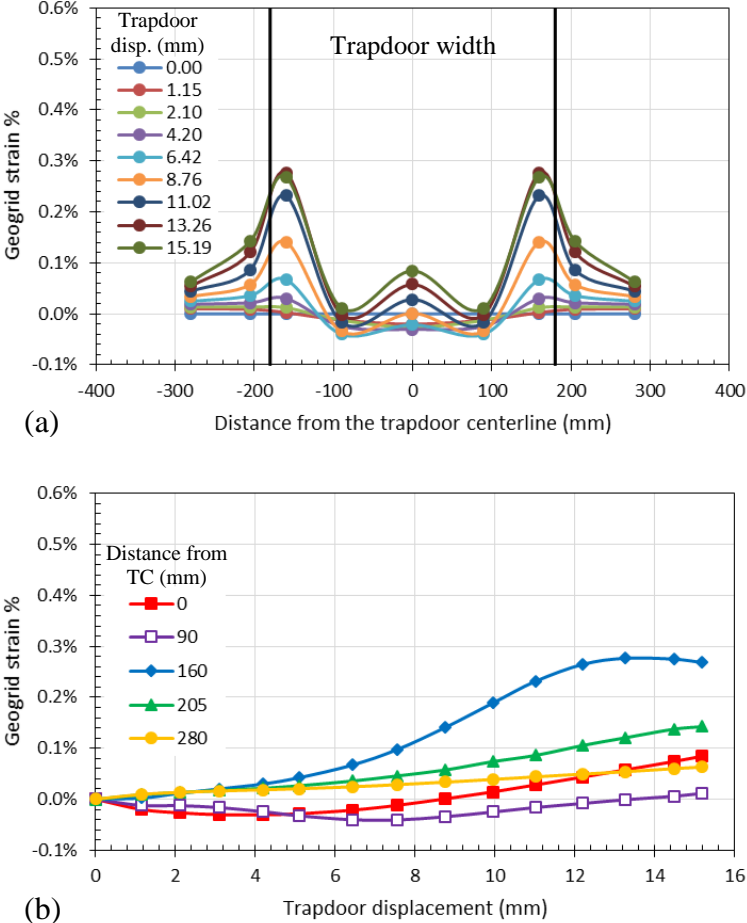 0.6%
Trapdoor
disp. (mm)
Trapdoor width
0.5%
0.00
1.15
0.4%
2.10
4.20
0.3%
6.42
8.76
0.2%
11.02
13.26
15.19
0.1%
0.0%
-0.1%
Geogrid strain %
-400 -300 -200 -100 0 100 200 300 400
(a)
Distance from the trapdoor centerline (mm)
0.6%
0.5%
Distance from
TC (mm)
0.4%
0
90
0.3%
160
205
0.2%
280
0.1%
0.0%
-0.1%
Geogrid strain %
0 2 4 6 8 10 12 14 16
(b)
Trapdoor displacement (mm)